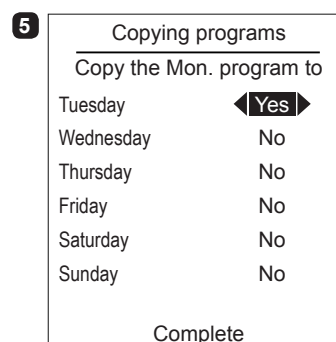 5
Copying programs
Copy the Mon. program to
Tuesday Yes
Wednesday No
Thursday No
Friday No
Saturday No
Sunday No
Complete